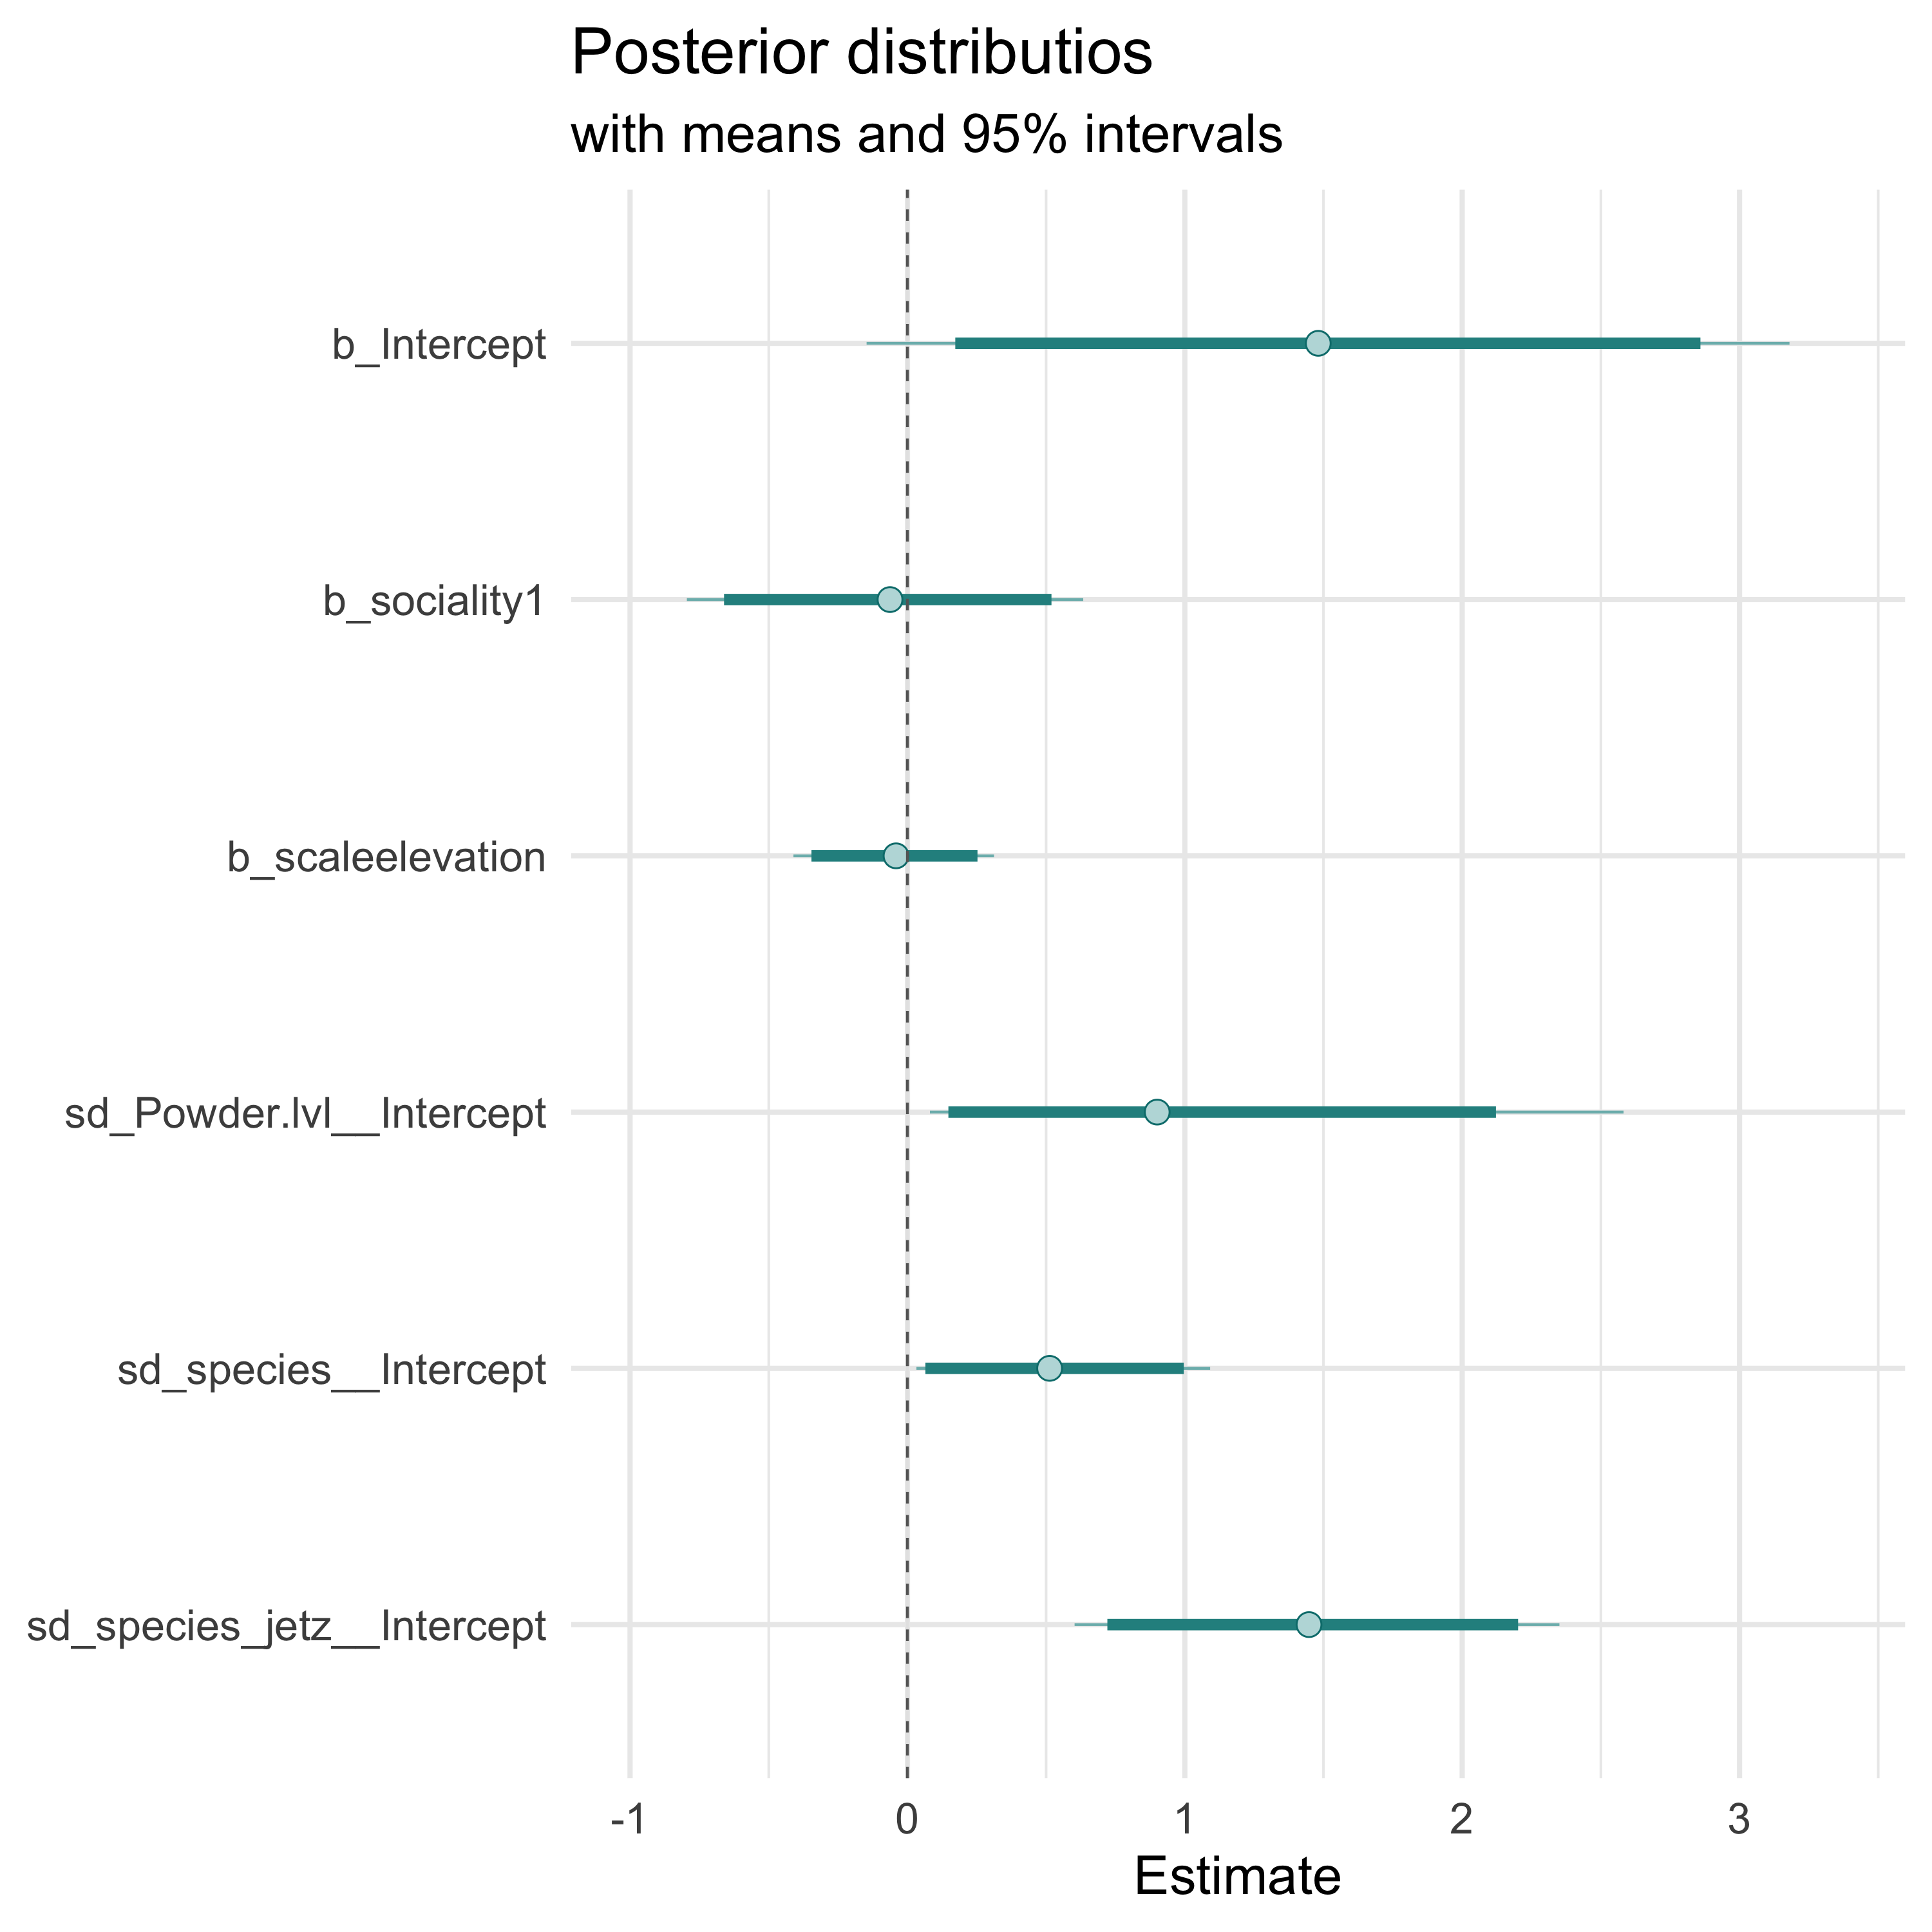 Posterior distributios
with means and 95% intervals
b_Intercept
b_sociality1
b_scaleelevation
sd_Powder.lvl__Intercept
sd_species__Intercept
sd_species_jetz__Intercept
-1 0 1 2 3
Estimate